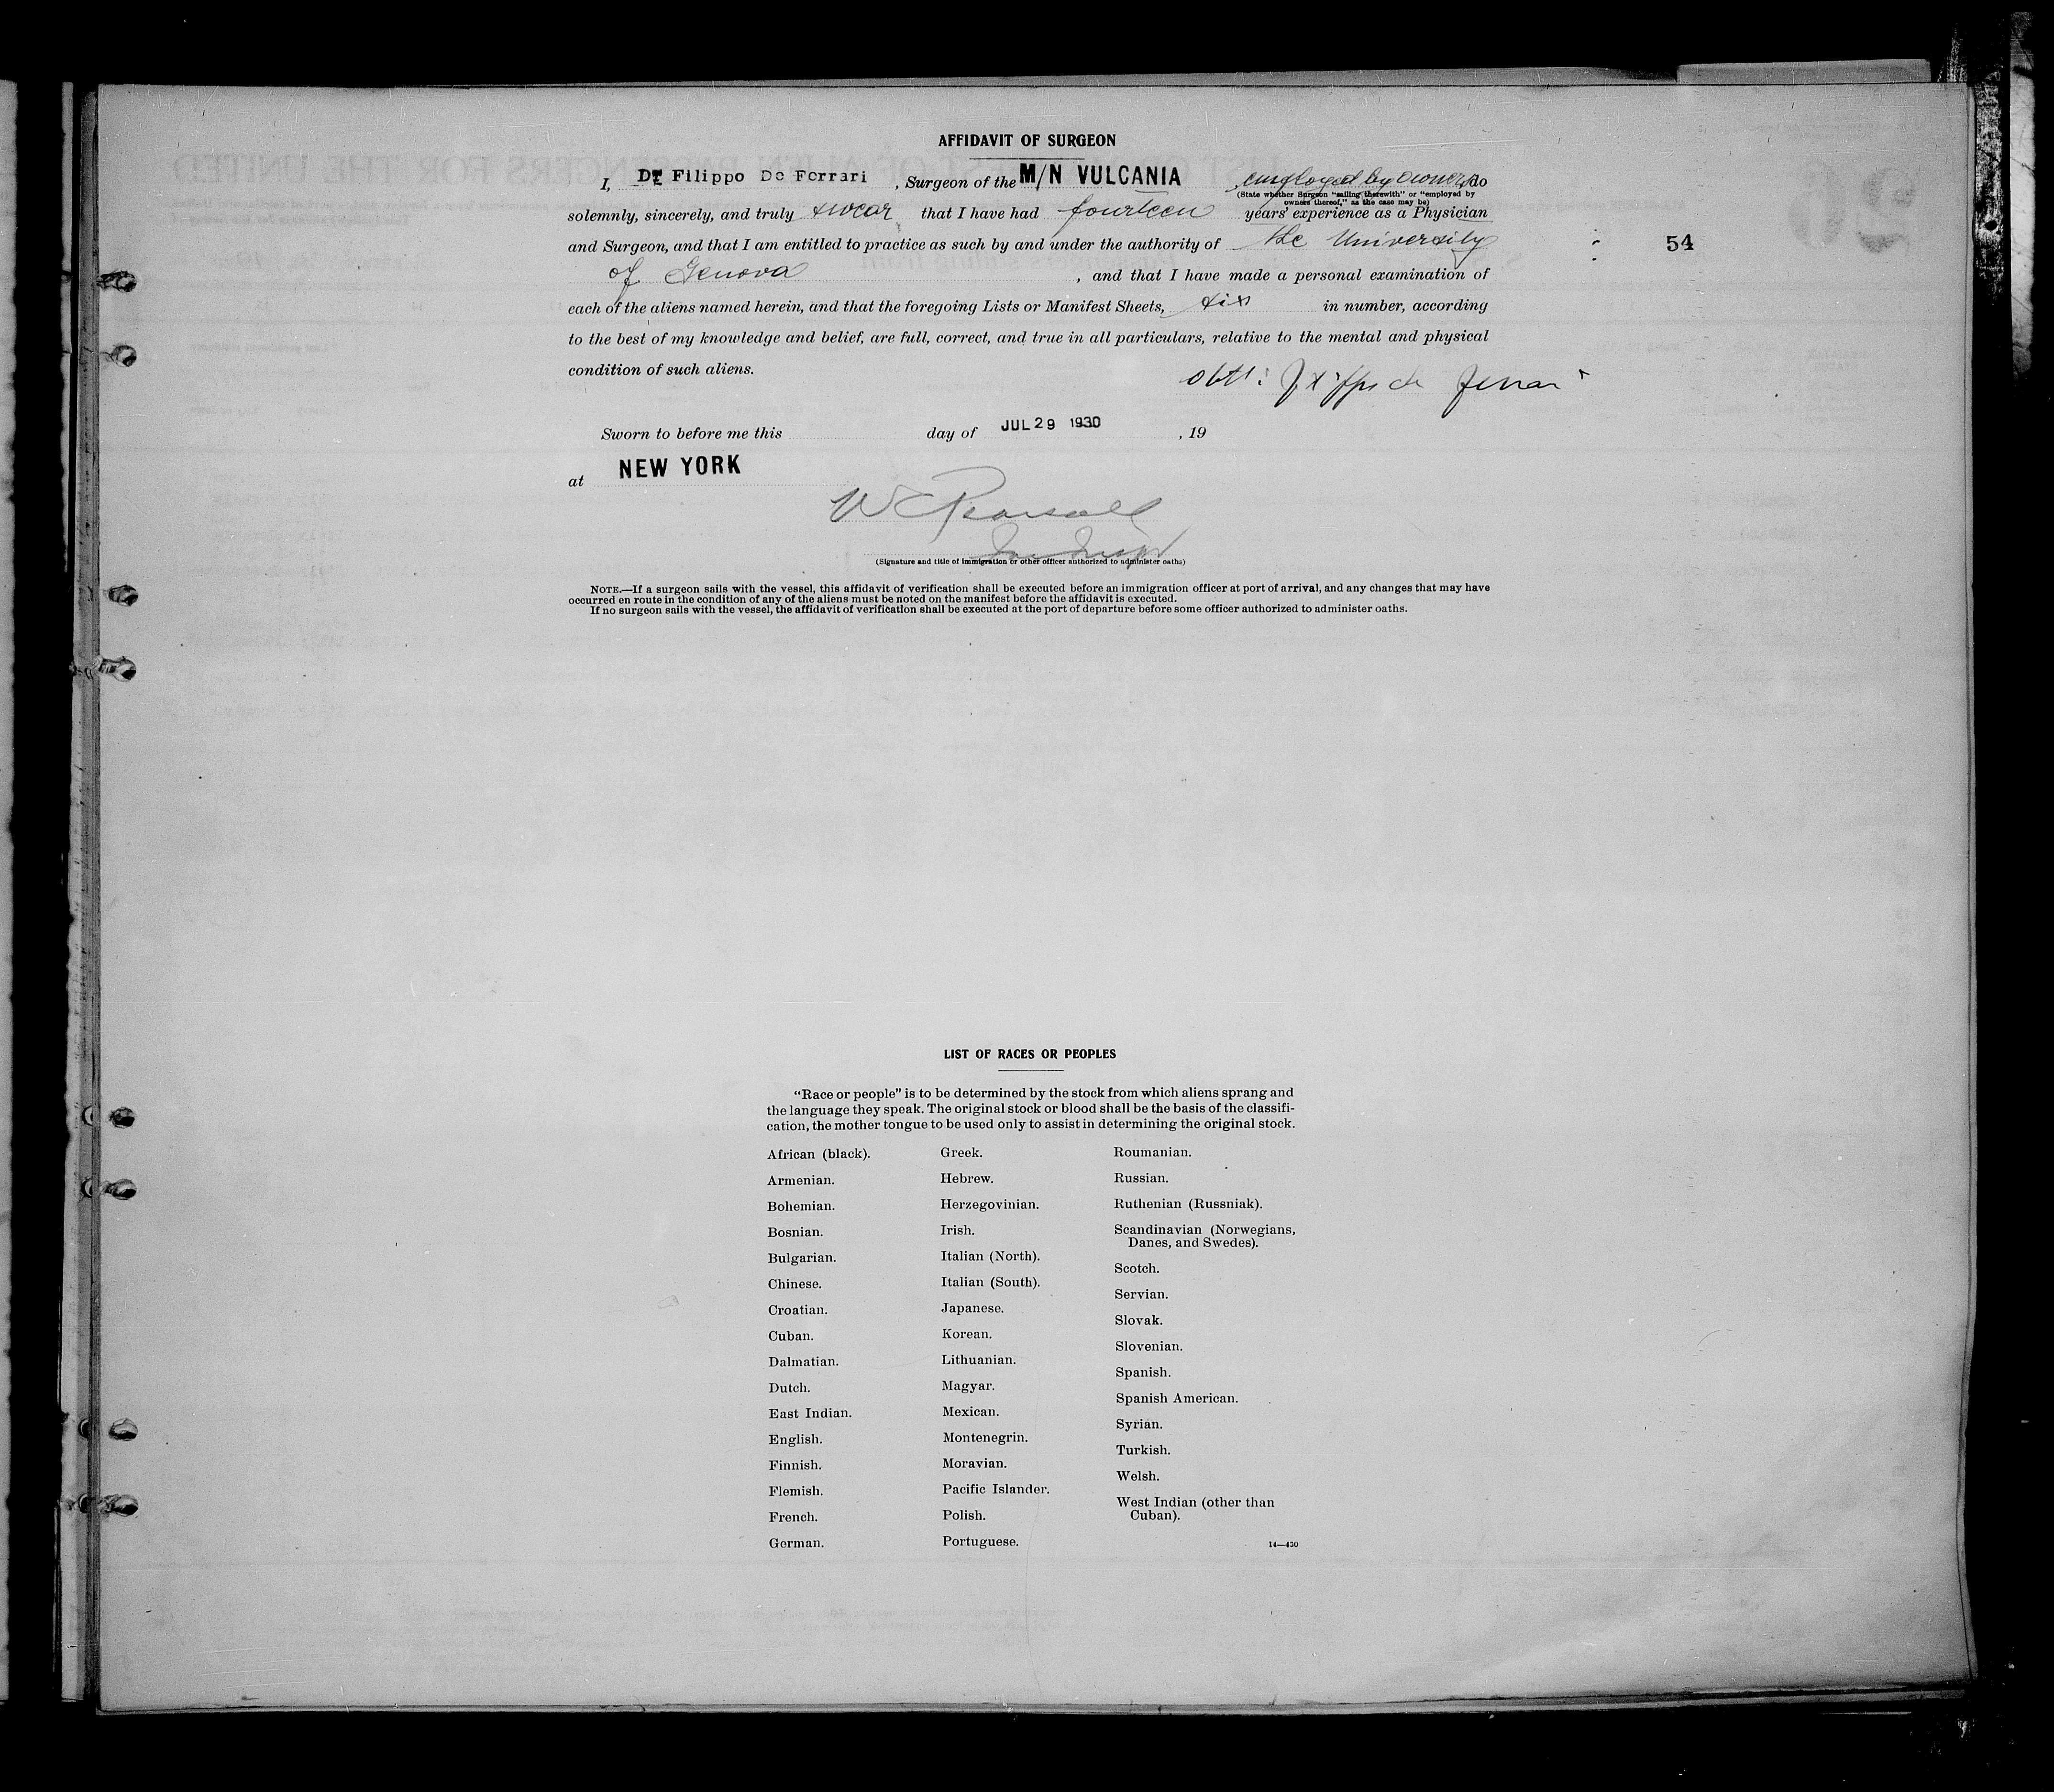 AFFIDAVIT OF SURGEON
I, Dr Filippo De Ferrari, Surgeon of the M/N VULCANIA, employed by owners, do
(State whether Surgeon "sailing therewith" or "employed by
owners thereof," as the case may be)
solemnly, sincerely, and truly swear that I have had fourteen years' experience as a Physician
and Surgeon, and that I am entitled to practice as such by and under the authority of the University
of Genova, and that I have made a personal examination of
54
each of the aliens named herein, and that the foregoing Lists or Manifest Sheets, six in number, according
to the best of my knowledge and belief, are full, correct, and true in all particulars, relative to the mental and physical
condition of such aliens.
Sworn to before me this day of JUL 29 1930, 19
at NEW YORK
W Pearsall
(Signature and title of immigration or other officer authorized to administer oaths)
NOTE.—If a surgeon sails with the vessel, this affidavit of verification shall be executed before an immigration officer at port of arrival, and any changes that may have
occurred en route in the condition of any of the aliens must be noted on the manifest before the affidavit is executed.
If no surgeon sails with the vessel, the affidavit of verification shall be executed at the port of departure before some officer authorized to administer oaths.
LIST OF RACES OR PEOPLES
"Race or people" is to be determined by the stock from which aliens sprang and
the language they speak. The original stock or blood shall be the basis of the classifi-
cation, the mother tongue to be used only to assist in determining the original stock.
African (black).
Armenian.
Bohemian.
Bosnian.
Bulgarian.
Chinese.
Croatian.
Cuban.
Dalmatian.
Dutch.
East Indian.
English.
Finnish.
Flemish.
French.
German.
Greek.
Hebrew.
Herzegovinian.
Irish.
Italian (North).
Italian (South).
Japanese.
Korean.
Lithuanian.
Magyar.
Mexican.
Montenegrin.
Moravian.
Pacific Islander.
Polish.
Portuguese.
Roumanian.
Russian.
Ruthenian (Russniak).
Scandinavian (Norwegians,
Danes, and Swedes).
Scotch.
Servian.
Slovak.
Slovenian.
Spanish.
Spanish American.
Syrian.
Turkish.
Welsh.
West Indian (other than
Cuban).
14—430